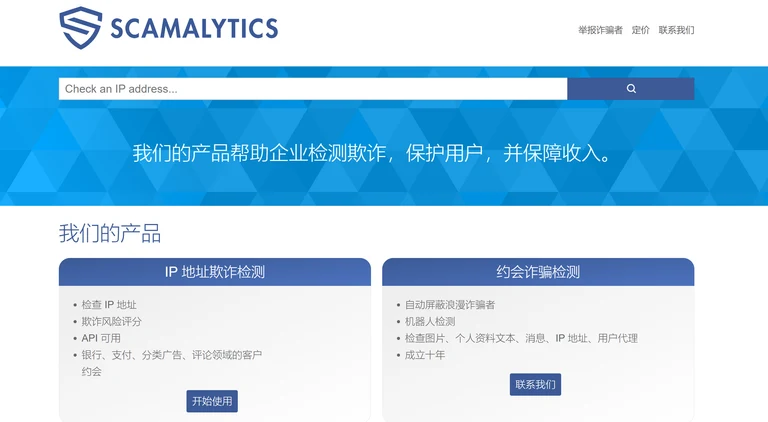 SCAMALYTICS
举报诈骗者 定价 联系我们
Check an IP address...
我们的产品帮助企业检测欺诈，保护用户，并保障收入。
我们的产品
IP 地址欺诈检测
检查 IP 地址
欺诈风险评分
API 可用
银行、支付、分类广告、评论领域的客户
约会
开始使用
约会诈骗检测
自动屏蔽浪漫诈骗者
机器人检测
检查图片、个人资料文本、消息、IP 地址、用户代理
成立十年
联系我们